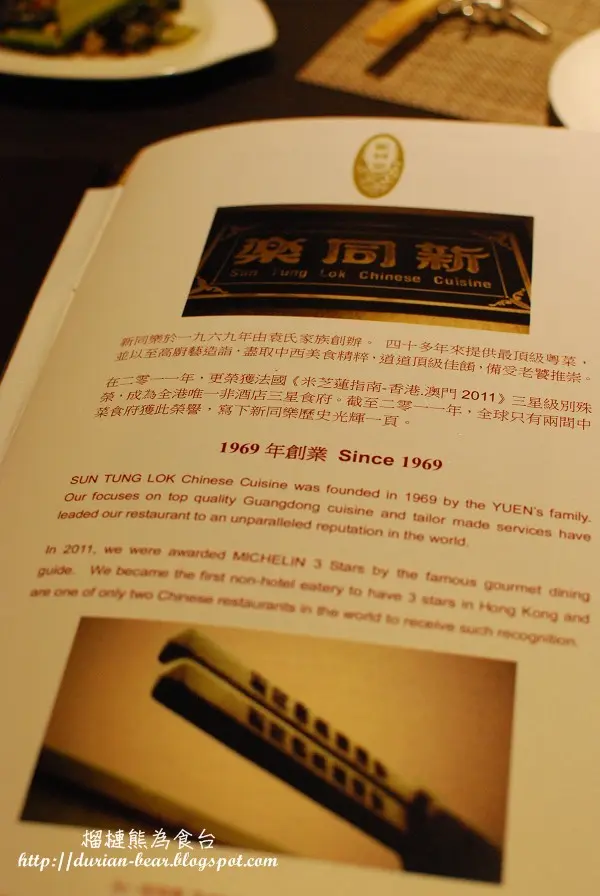 樂同新
Sun Tung Lok Chinese Cuisine
新同樂於一九六九年由袁氏家族創辦。 四十多年來提供最頂級粵菜，
並以至高廚藝造詣，盡取中西美食精粹，道道頂級佳餚，備受老饕推崇。
在二零一一年，更榮獲法國《米芝蓮指南-香港.澳門 2011》三星級別殊
榮，成為全港唯一非酒店三星食府。截至二零一一年，全球只有兩間中
菜食府獲此榮譽，寫下新同樂歷史光輝一頁。
1969 年創業 Since 1969
SUN TUNG LOK Chinese Cuisine was founded in 1969 by the YUEN's family.
Our focuses on top quality Guangdong cuisine and tailor made services have
leaded our restaurant to an unparalleled reputation in the world.
In 2011, we were awarded MICHELIN 3 Stars by the famous gourmet dining
guide. We became the first non-hotel eatery to have 3 stars in Hong Kong and
are one of only two Chinese restaurants in the world to receive such recognition.
榴槤熊為食台
http://durian-bear.blogspot.com